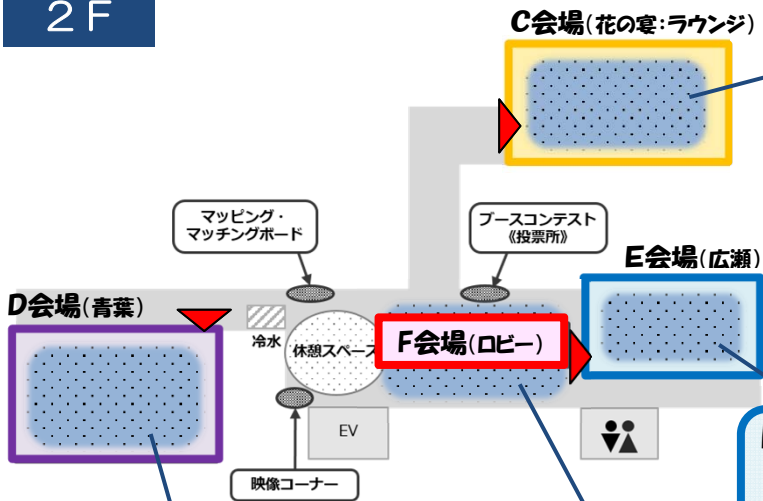 ２Ｆ
C会場(花の宴:ラウンジ)
マッピング・
マッチングボード
ブースコンテスト
《投票所》
E会場(広瀬)
D会場(青葉)
冷水
休憩スペース
F会場(ロビー)
EV
映像コーナー